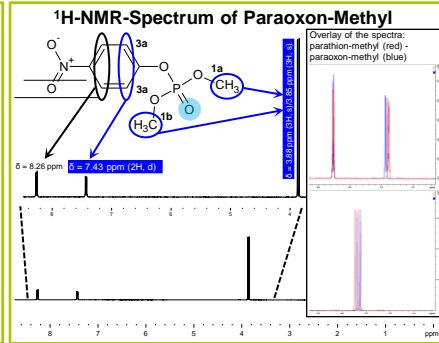 ¹H-NMR-Spectrum of Paraoxon-Methyl
Overlay of the spectra:
parathion-methyl (red) -
paraoxon-methyl (blue)
O⁻
N⁺
O
3a
3a
O
O
P
O
O
1a
CH₃
H₃C
1b
δ = 3.88 ppm (3H, s)/3.85 ppm (3H, s)
δ = 8.26 ppm
δ = 7.43 ppm (2H, d)
8 7 6 5 4
8 7 6 5 4 3 2 1 ppm